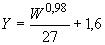 Y = W^0,98 / 27 + 1,6